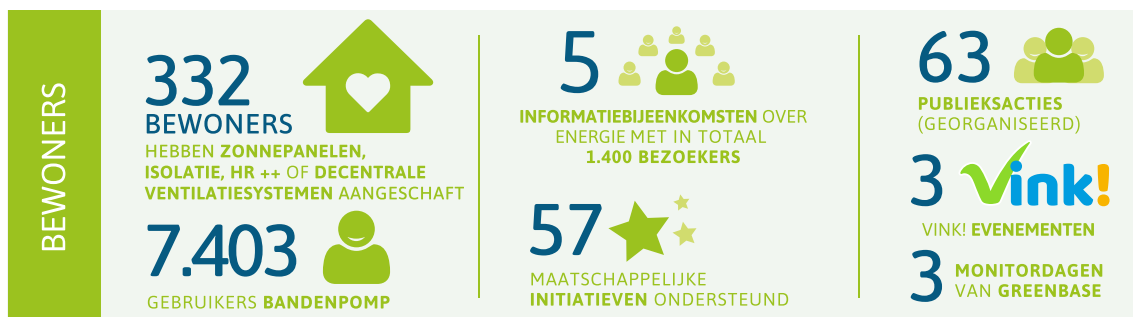 BEWONERS
332
BEWONERS
HEBBEN ZONNEPANELEN,
ISOLATIE, HR ++ OF DECENTRALE
VENTILATIESYSTEMEN AANGESCHAFT
7.403
GEBRUIKERS BANDENPOMP
5
INFORMATIEBIJEENKOMSTEN OVER
ENERGIE MET IN TOTAAL
1.400 BEZOEKERS
57
MAATSCHAPPELIJKE
INITIATIEVEN ONDERSTEUND
63
PUBLIEKSACTIES
(GEORGANISEERD)
3 Vink!
VINK! EVENEMENTEN
3 MONITORDAGEN
VAN GREENBASE